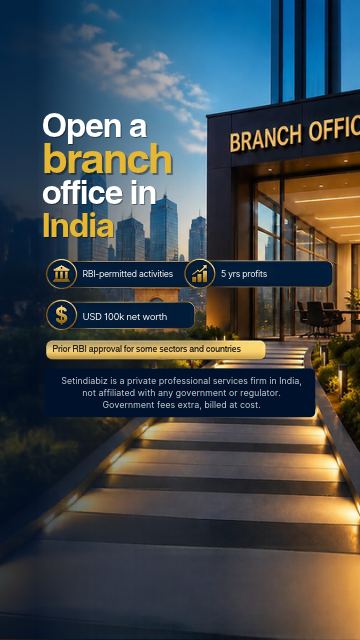 Open a
branch
office in
India
BRANCH OFFIC
RBI-permitted activities
5 yrs profits
USD 100k net worth
Prior RBI approval for some sectors and countries
Setindiabiz is a private professional services firm in India,
not affiliated with any government or regulator.
Government fees extra, billed at cost.